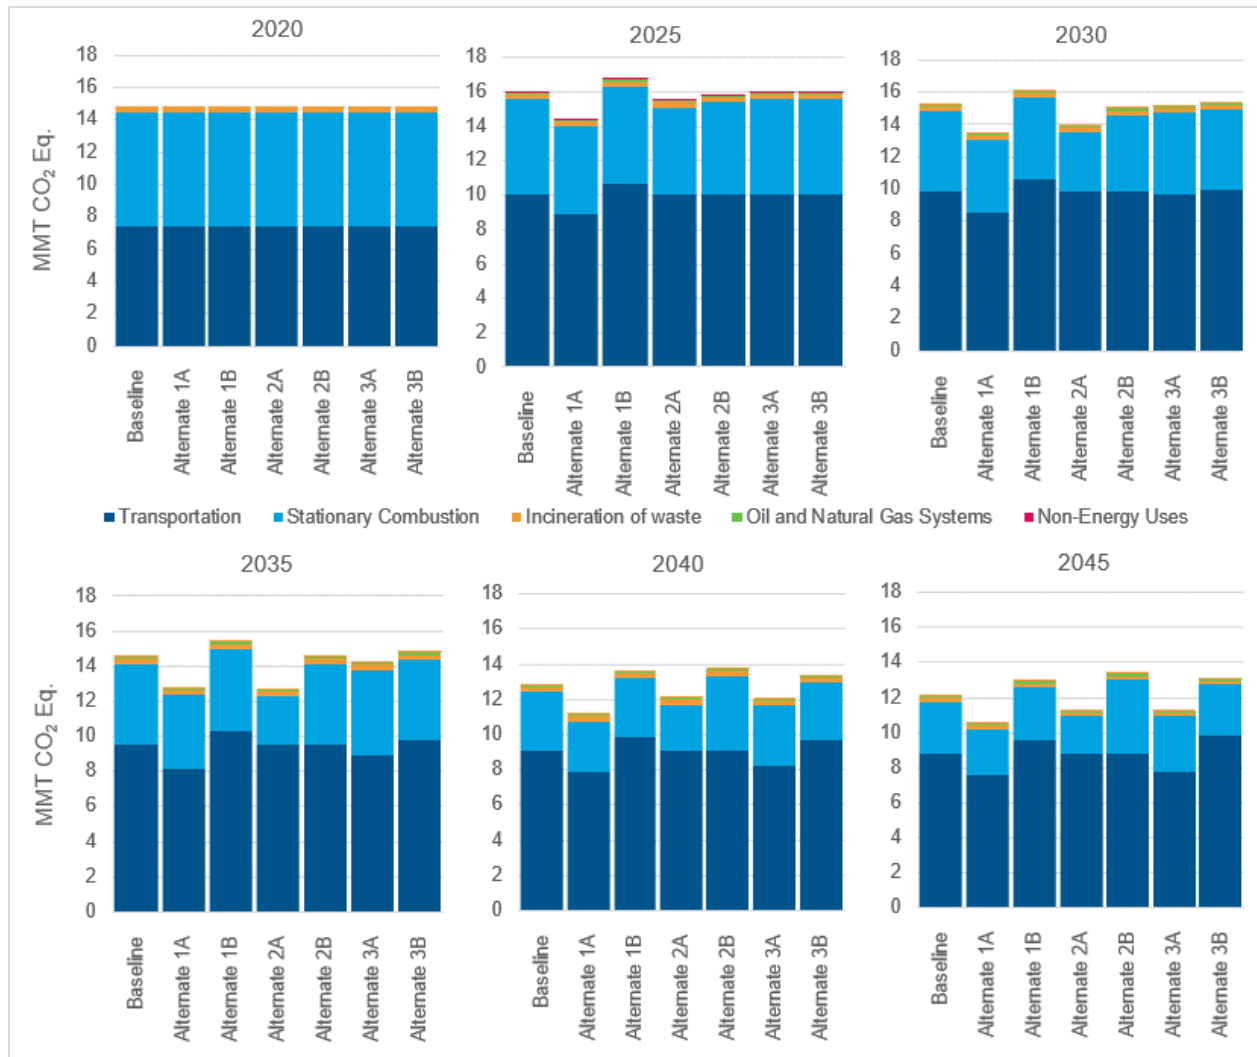 2020
18
16
14
12
10
8
6
4
2
0
MMT CO₂ Eq.
Baseline
Alternate 1A
Alternate 1B
Alternate 2A
Alternate 2B
Alternate 3A
Alternate 3B
2025
18
16
14
12
10
8
6
4
2
0
Baseline
Alternate 1A
Alternate 1B
Alternate 2A
Alternate 2B
Alternate 3A
Alternate 3B
2030
18
16
14
12
10
8
6
4
2
0
Baseline
Alternate 1A
Alternate 1B
Alternate 2A
Alternate 2B
Alternate 3A
Alternate 3B
Transportation Stationary Combustion Incineration of waste Oil and Natural Gas Systems Non-Energy Uses
2035
18
16
14
12
10
8
6
4
2
0
MMT CO₂ Eq.
Baseline
Alternate 1A
Alternate 1B
Alternate 2A
Alternate 2B
Alternate 3A
Alternate 3B
2040
18
16
14
12
10
8
6
4
2
0
Baseline
Alternate 1A
Alternate 1B
Alternate 2A
Alternate 2B
Alternate 3A
Alternate 3B
2045
18
16
14
12
10
8
6
4
2
0
Baseline
Alternate 1A
Alternate 1B
Alternate 2A
Alternate 2B
Alternate 3A
Alternate 3B